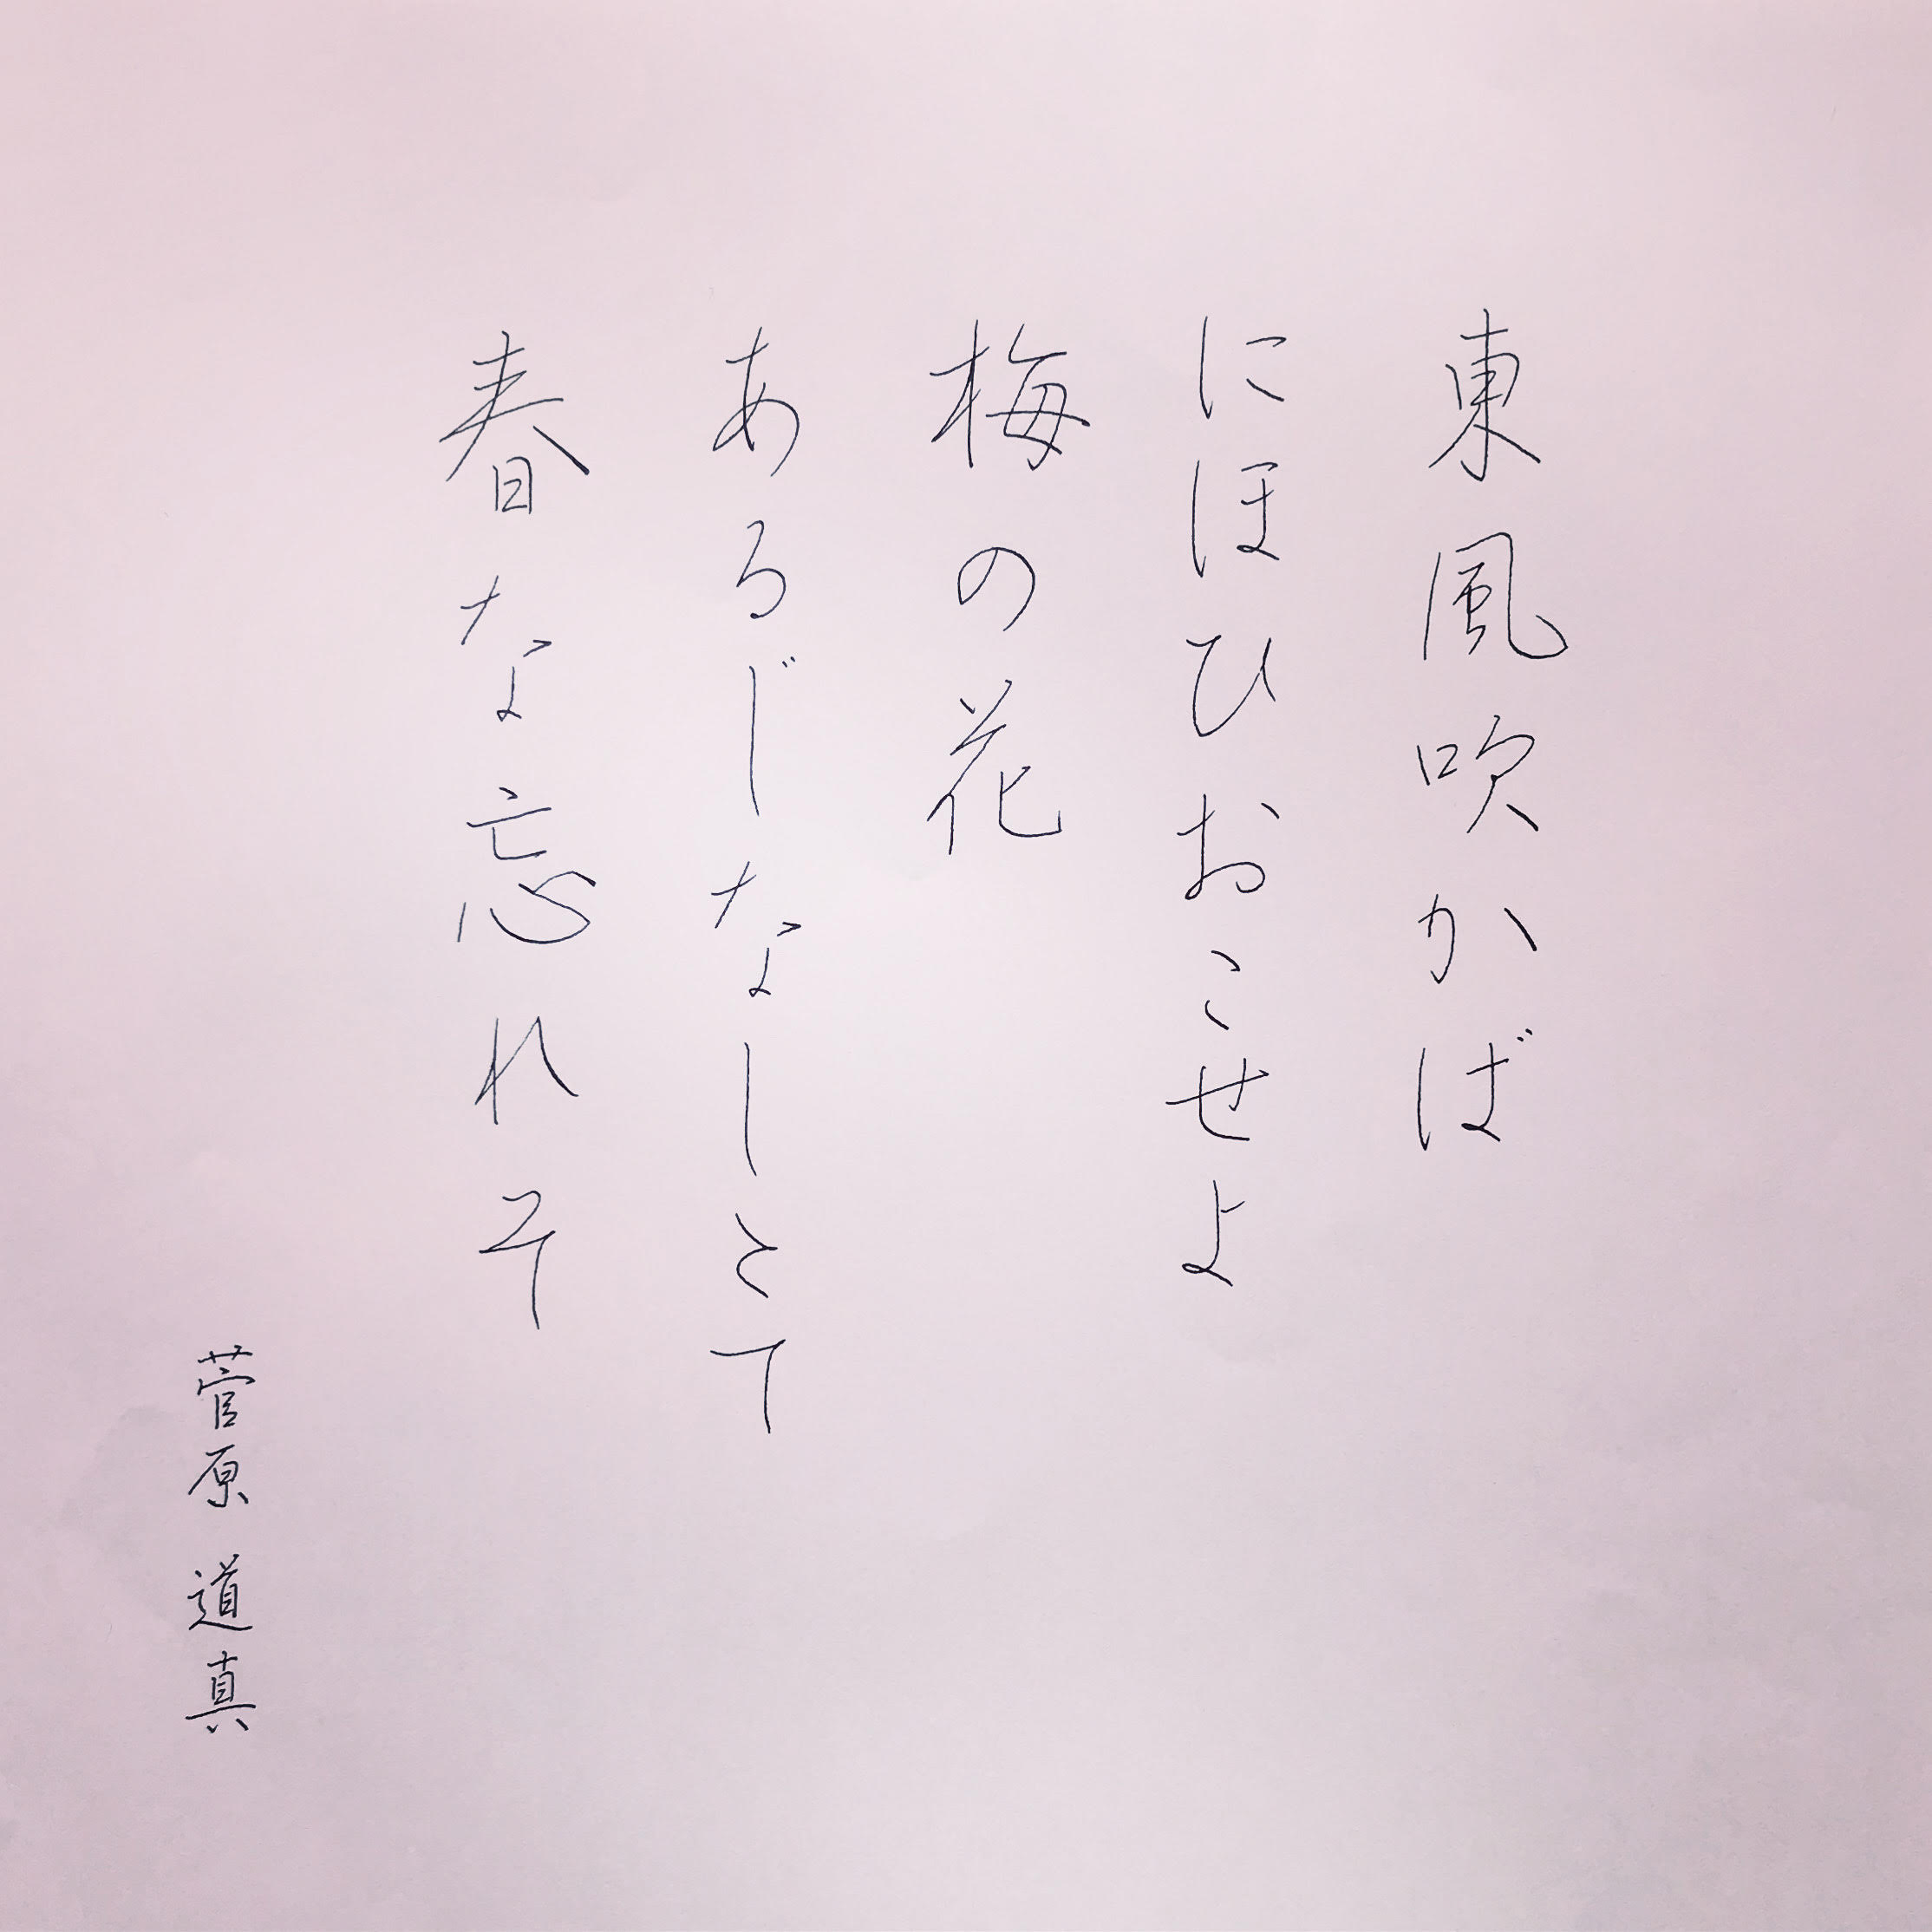 東風吹かば
にほひおこせよ
梅の花
あるじなしとて
春な忘れそ
菅原 道真